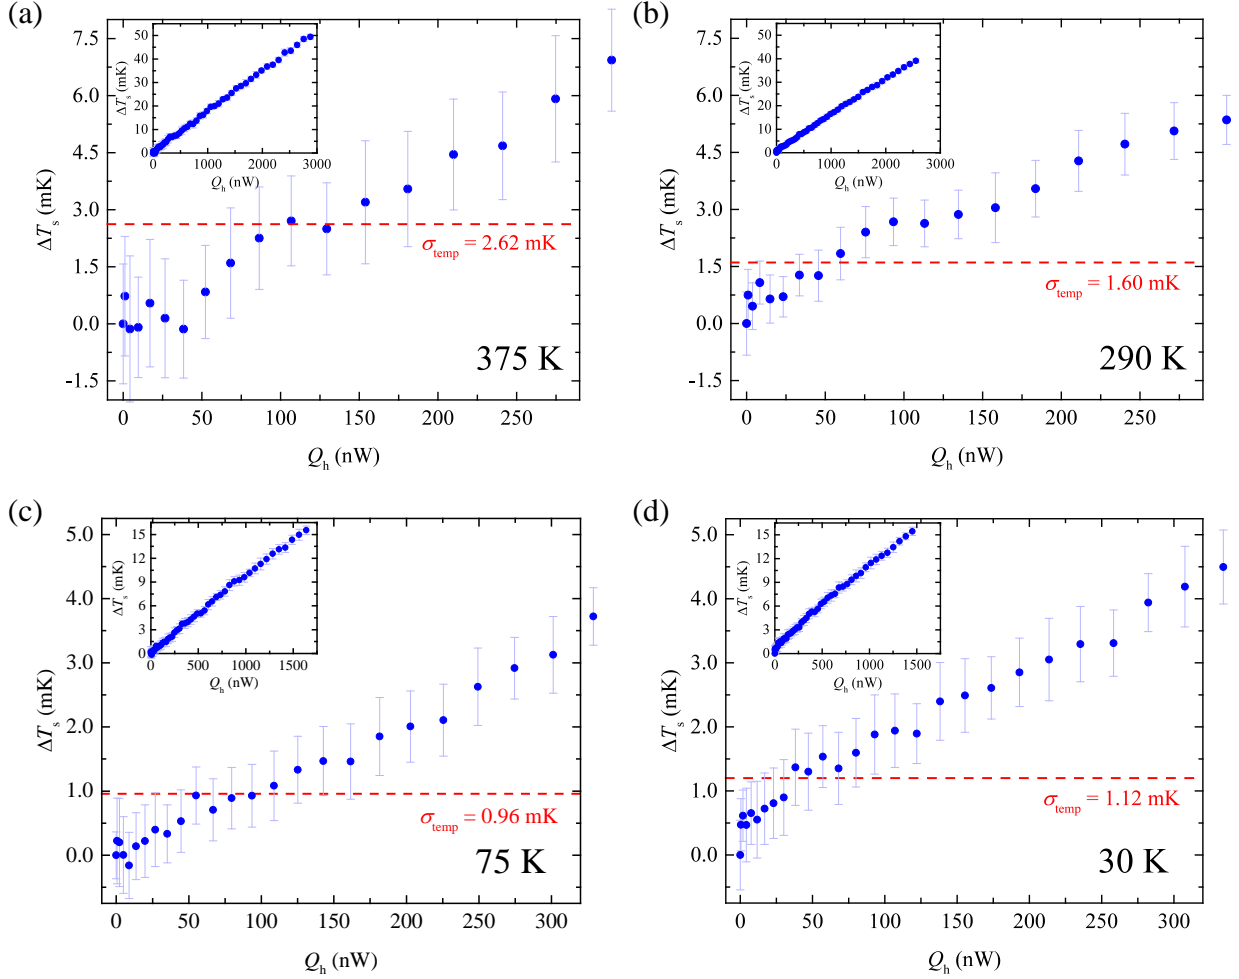 (a)
7.5
6.0
4.5
3.0
1.5
0.0
-1.5
ΔTs (mK)
50
40
30
20
10
0
ΔTs (mK)
0 1000 2000 3000
Qh (nW)
σtemp = 2.62 mK
375 K
0 50 100 150 200 250
Qh (nW)
(b)
7.5
6.0
4.5
3.0
1.5
0.0
-1.5
ΔTs (mK)
50
40
30
20
10
0
ΔTs (mK)
0 1000 2000 3000
Qh (nW)
σtemp = 1.60 mK
290 K
0 50 100 150 200 250
Qh (nW)
(c)
5.0
4.0
3.0
2.0
1.0
0.0
ΔTs (mK)
15
12
9
6
3
0
ΔTs (mK)
0 500 1000 1500
Qh (nW)
σtemp = 0.96 mK
75 K
0 50 100 150 200 250 300
Qh (nW)
(d)
5.0
4.0
3.0
2.0
1.0
0.0
ΔTs (mK)
15
12
9
6
3
0
ΔTs (mK)
0 500 1000 1500
Qh (nW)
σtemp = 1.12 mK
30 K
0 50 100 150 200 250 300
Qh (nW)